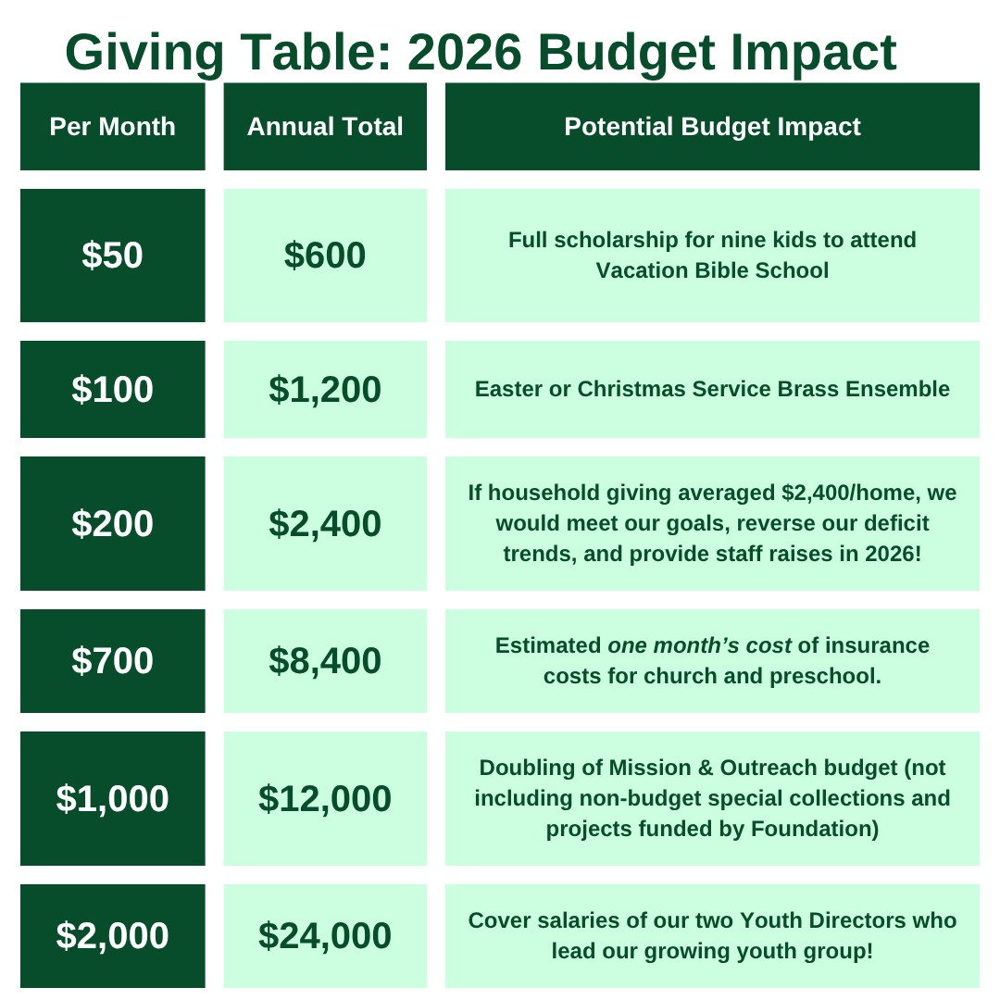 Giving Table: 2026 Budget Impact
Per Month
Annual Total
Potential Budget Impact
$50
$600
Full scholarship for nine kids to attend
Vacation Bible School
$100
$1,200
Easter or Christmas Service Brass Ensemble
$200
$2,400
If household giving averaged $2,400/home, we
would meet our goals, reverse our deficit
trends, and provide staff raises in 2026!
$700
$8,400
Estimated one month’s cost of insurance
costs for church and preschool.
$1,000
$12,000
Doubling of Mission & Outreach budget (not
including non-budget special collections and
projects funded by Foundation)
$2,000
$24,000
Cover salaries of our two Youth Directors who
lead our growing youth group!